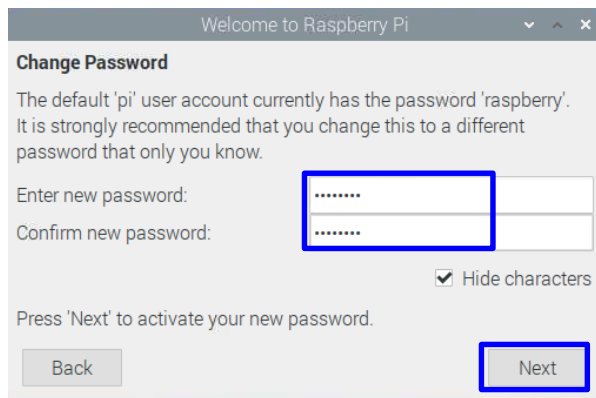 Welcome to Raspberry Pi
Change Password
The default 'pi' user account currently has the password 'raspberry'.
It is strongly recommended that you change this to a different
password that only you know.
Enter new password: ••••••••
Confirm new password: ••••••••
Hide characters
Press 'Next' to activate your new password.
Back Next